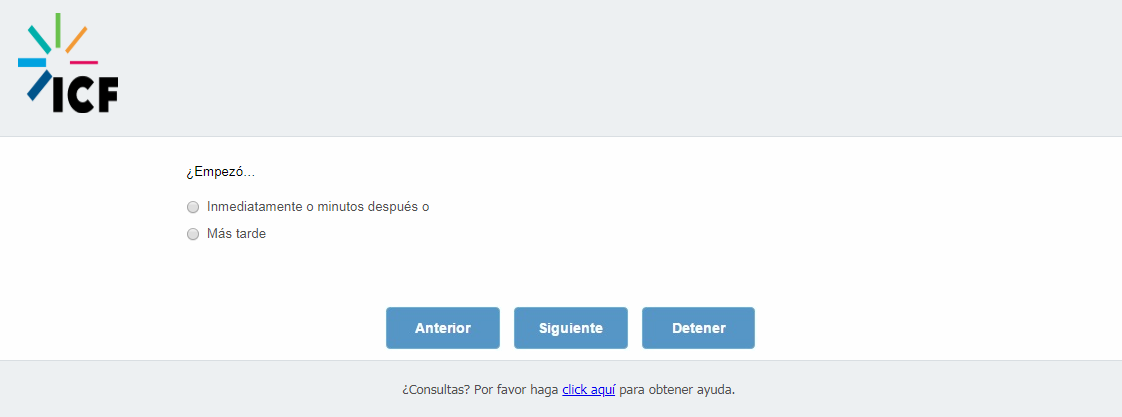 ICF
¿Empezó...
Inmediatamente o minutos después o
Más tarde
Anterior
Siguiente
Detener
¿Consultas? Por favor haga click aquí para obtener ayuda.